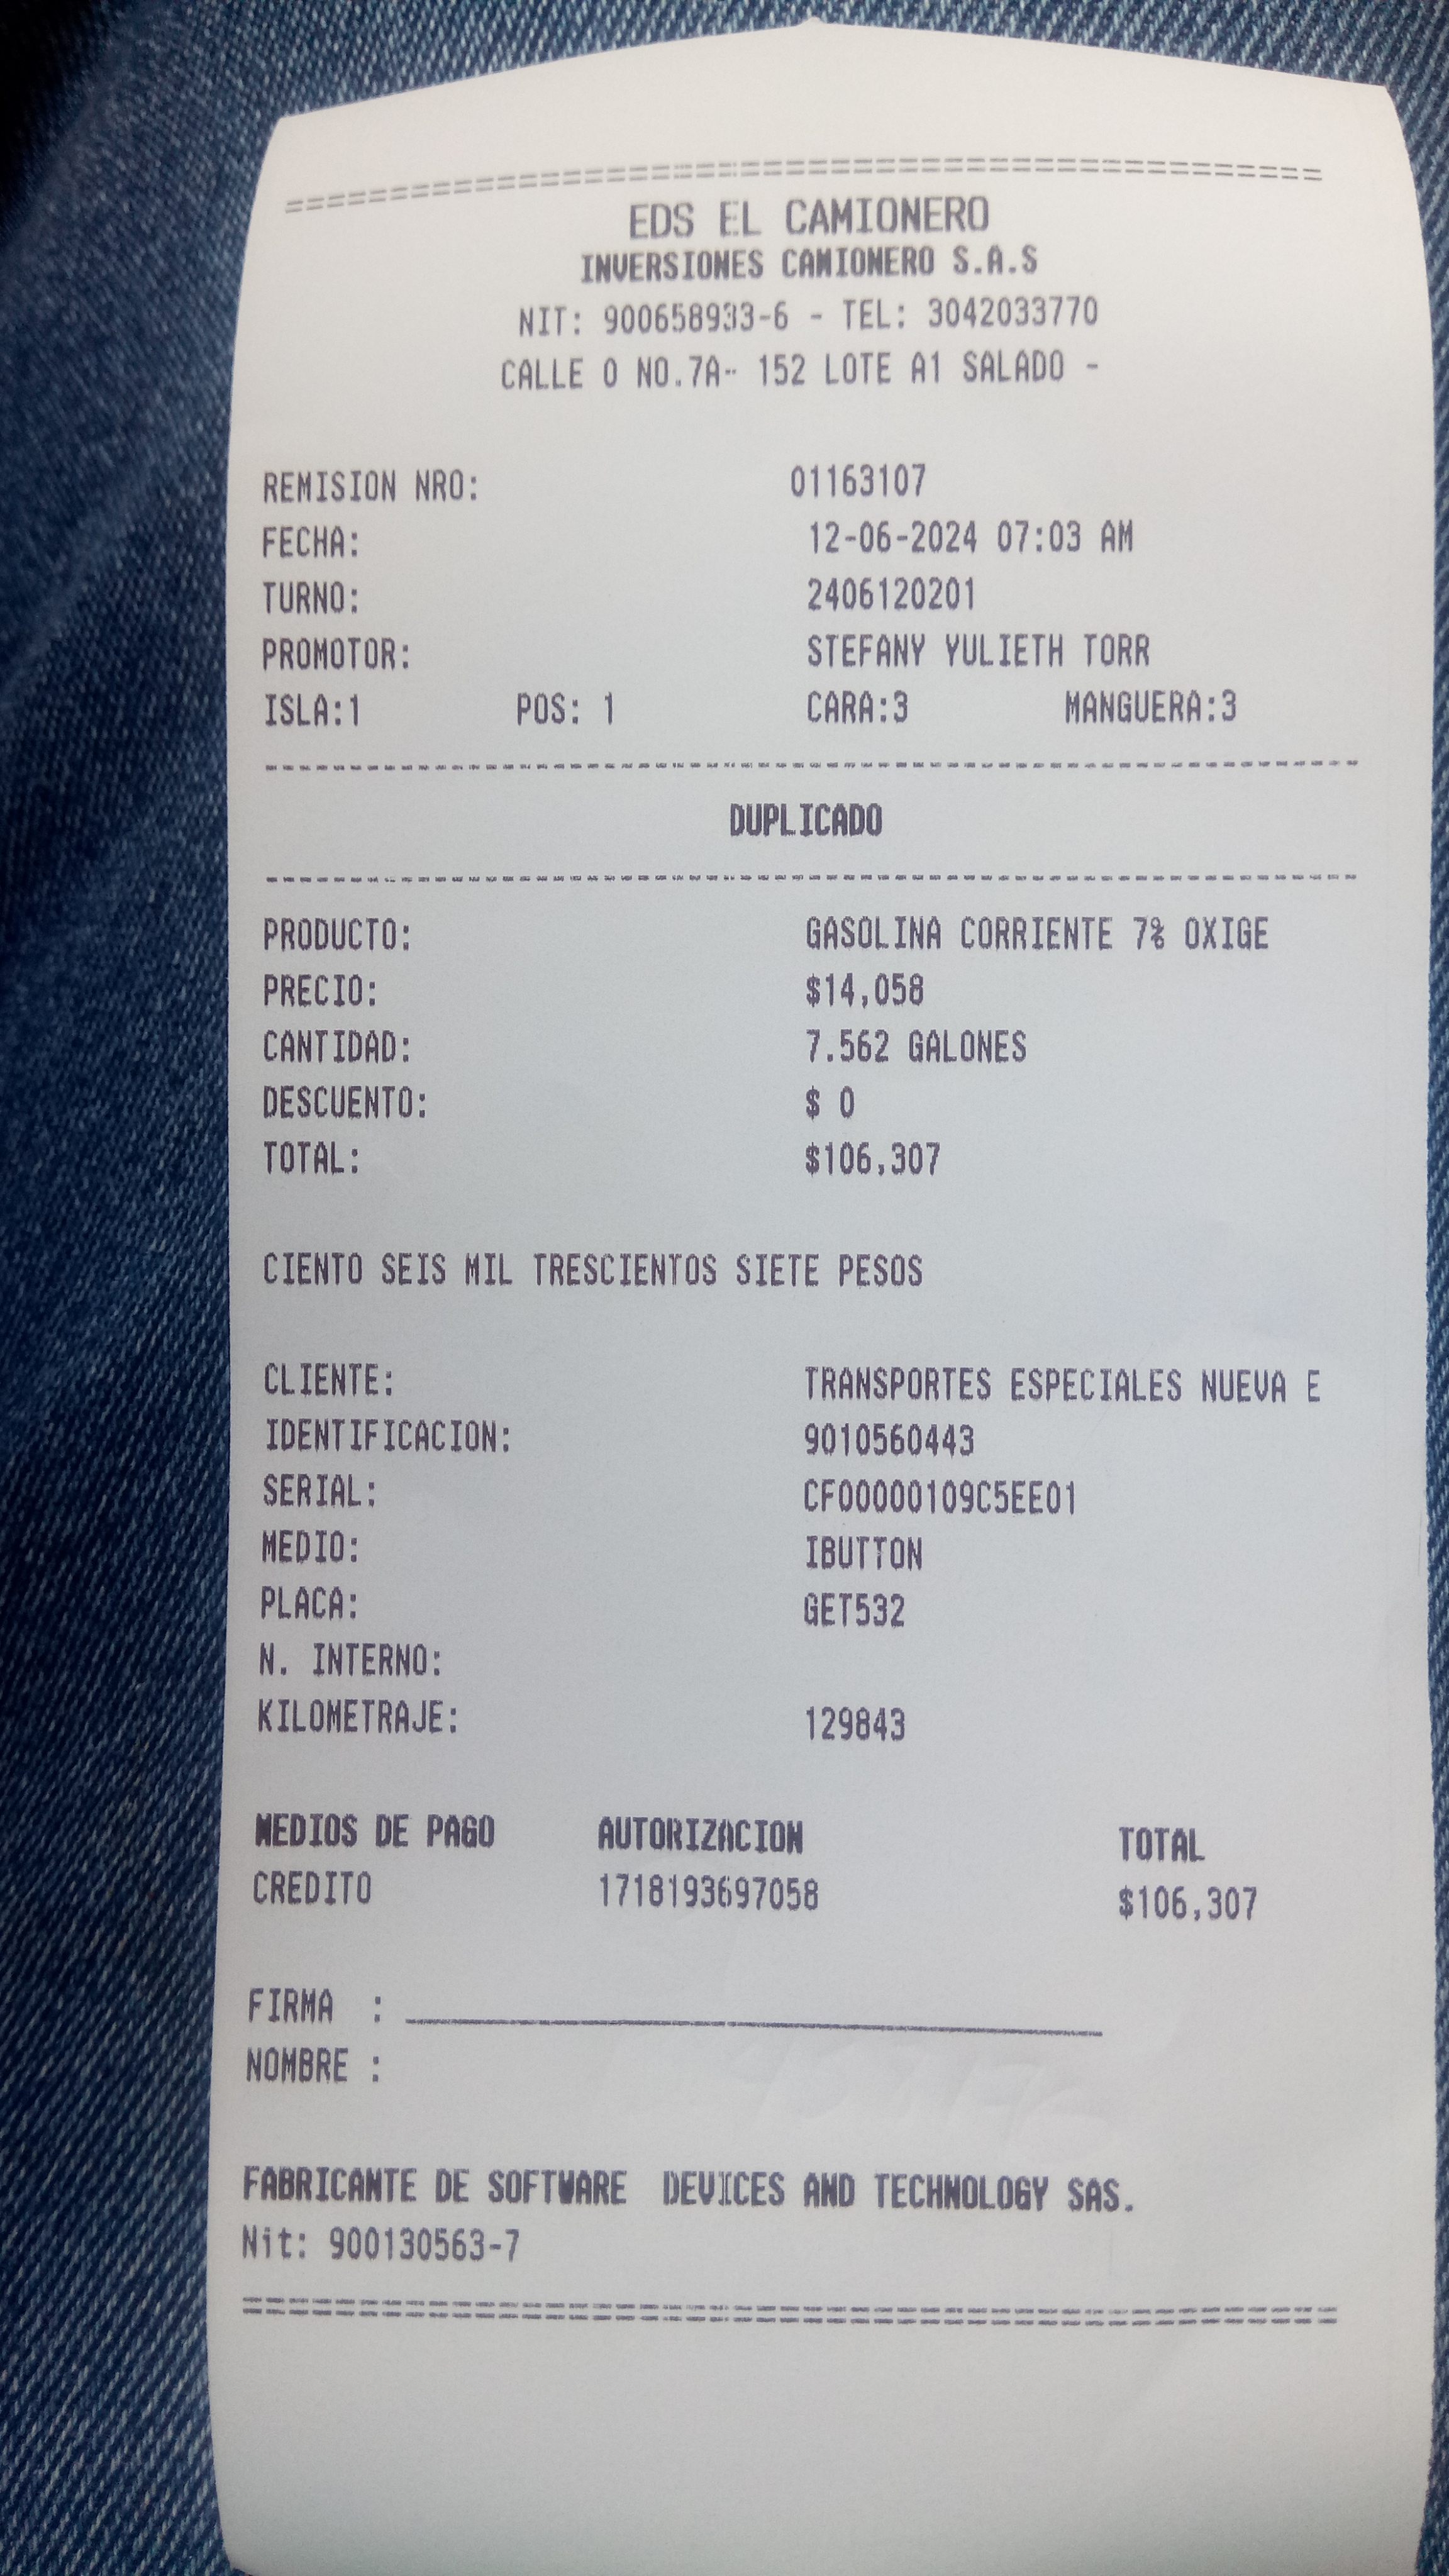 EDS EL CAMIONERO
INVERSIONES CAMIONERO S.A.S
NIT: 900658933-6 - TEL: 3042033770
CALLE 0 NO.7A- 152 LOTE A1 SALADO -
REMISION NRO: 01163107
FECHA: 12-06-2024 07:03 AM
TURNO: 2406120201
PROMOTOR: STEFANY YULIETH TORR
ISLA:1 POS: 1 CARA:3 MANGUERA:3
DUPLICADO
PRODUCTO: GASOLINA CORRIENTE 7% OXIGE
PRECIO: $14,058
CANTIDAD: 7.562 GALONES
DESCUENTO: $ 0
TOTAL: $106,307
CIENTO SEIS MIL TRESCIENTOS SIETE PESOS
CLIENTE: TRANSPORTES ESPECIALES NUEVA E
IDENTIFICACION: 9010560443
SERIAL: CF00000109C5EE01
MEDIO: IBUTTON
PLACA: GET532
N. INTERNO:
KILOMETRAJE: 129843
MEDIOS DE PAGO AUTORIZACION TOTAL
CREDITO 1718193697058 $106,307
FIRMA :
NOMBRE :
FABRICANTE DE SOFTWARE DEVICES AND TECHNOLOGY SAS.
Nit: 900130563-7